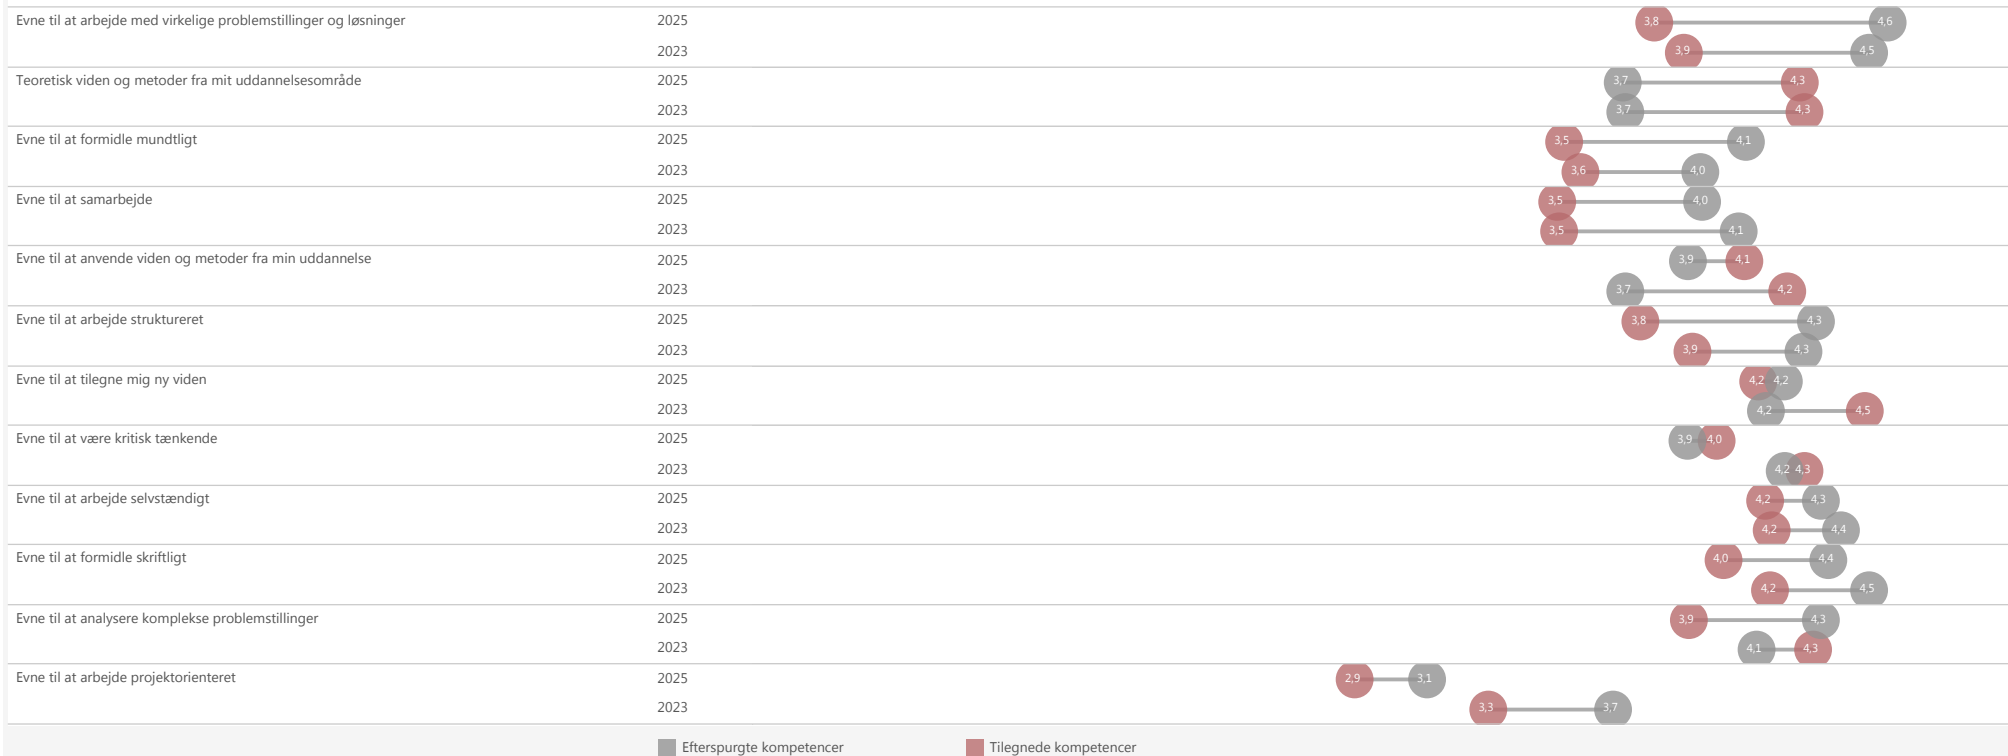 Evne til at arbejde med virkelige problemstillinger og løsninger 2025 3,8 4,6
2023 3,9 4,5
Teoretisk viden og metoder fra mit uddannelsesområde 2025 3,7 4,3
2023 3,7 4,3
Evne til at formidle mundtligt 2025 3,5 4,1
2023 3,6 4,0
Evne til at samarbejde 2025 3,5 4,0
2023 3,5 4,1
Evne til at anvende viden og metoder fra min uddannelse 2025 3,9 4,1
2023 3,7 4,2
Evne til at arbejde struktureret 2025 3,8 4,3
2023 3,9 4,3
Evne til at tilegne mig ny viden 2025 4,2 4,2
2023 4,2 4,5
Evne til at være kritisk tænkende 2025 3,9 4,0
2023 4,2 4,3
Evne til at arbejde selvstændigt 2025 4,2 4,3
2023 4,2 4,4
Evne til at formidle skriftligt 2025 4,0 4,4
2023 4,2 4,5
Evne til at analysere komplekse problemstillinger 2025 3,9 4,3
2023 4,1 4,3
Evne til at arbejde projektorienteret 2025 2,9 3,1
2023 3,3 3,7
Efterspurgte kompetencer Tilegnede kompetencer